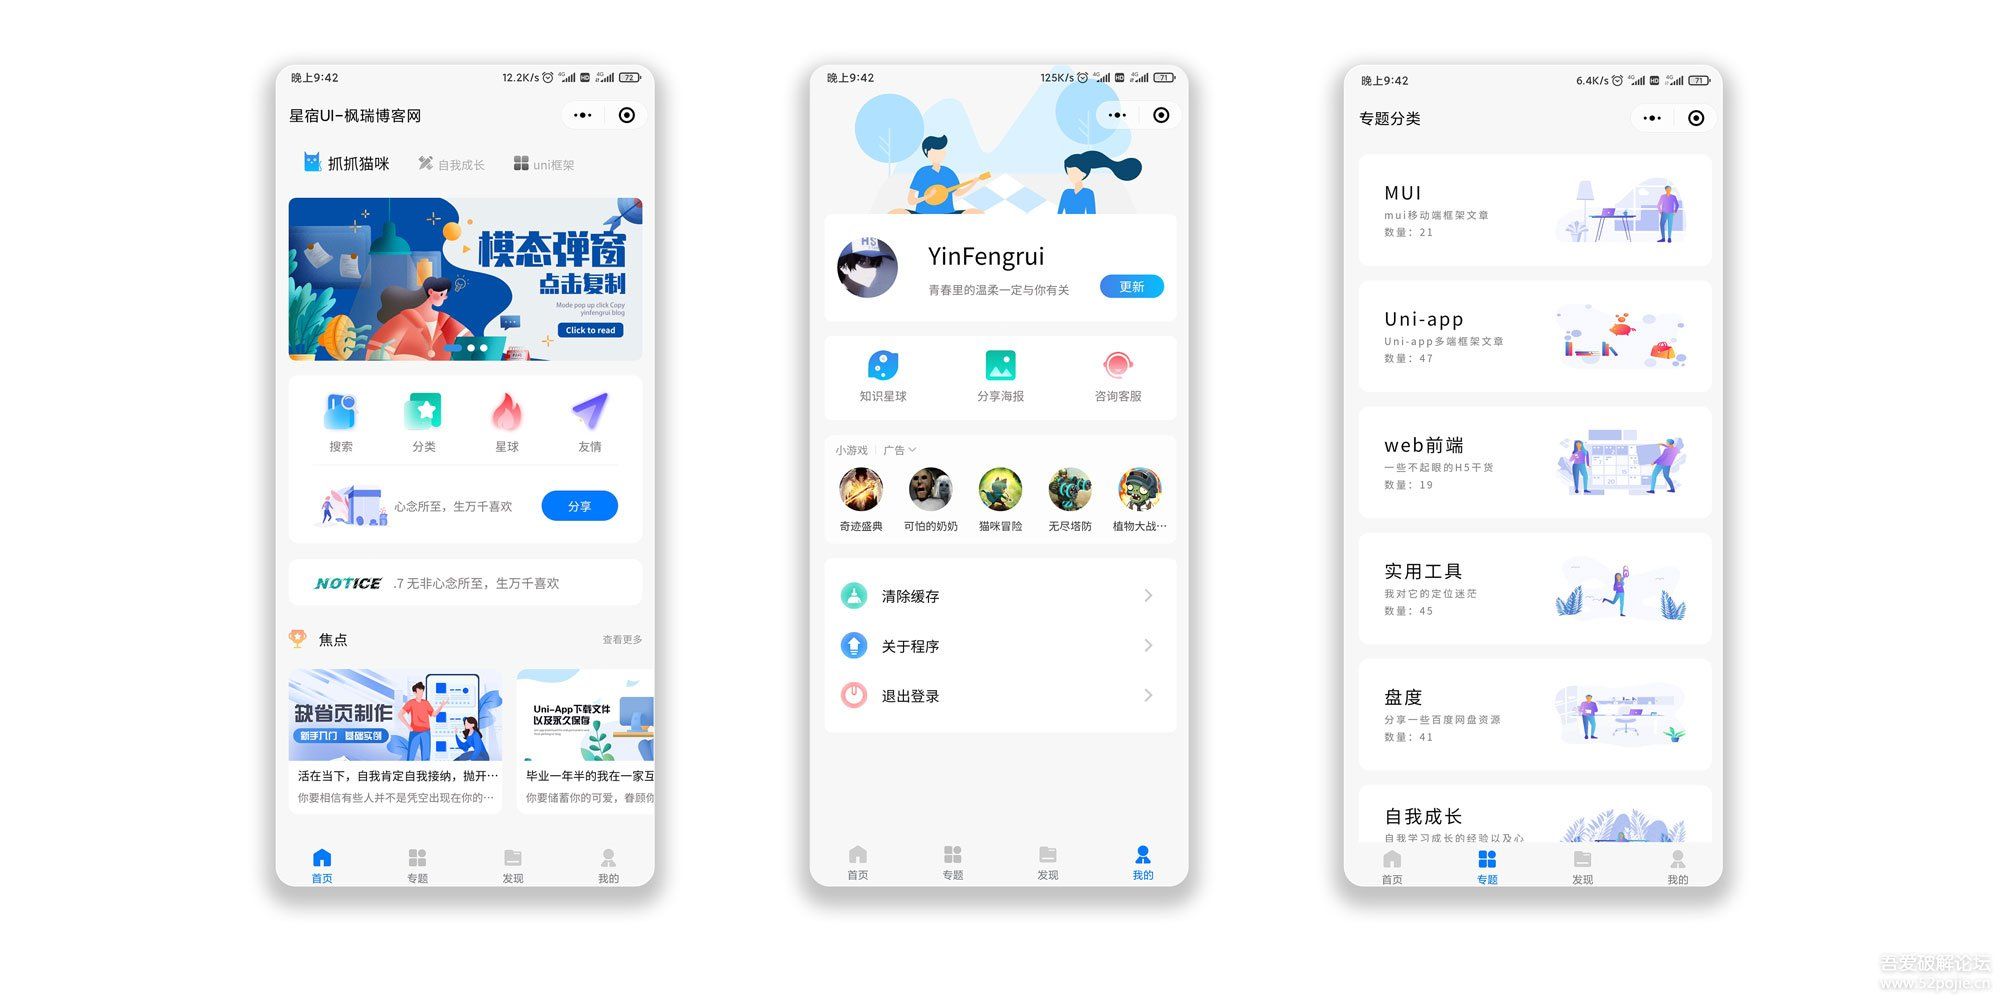 晚上9:42
12.2K/s
4G
HD
4G
72
星宿UI-枫瑞博客网
抓抓猫咪
自我成长
uni框架
模态弹窗
点击复制
Mode pop up click Copy
yinfengrui blog
Click to read
搜索
分类
星球
友情
心念所至，生万千喜欢
分享
NOTICE
.7 无非心念所至，生万千喜欢
焦点
查看更多
缺省页制作
新手入门 基础实例
Uni-App下载文件
以及永久保存
活在当下，自我肯定自我接纳，抛开…
你要相信有些人并不是凭空出现在你的…
毕业一年半的我在一家互
你要储蓄你的可爱，眷顾你
首页
专题
发现
我的
晚上9:42
125K/s
4G
HD
4G
71
HS
YinFengrui
青春里的温柔一定与你有关
更新
知识星球
分享海报
咨询客服
小游戏
广告
奇迹盛典
可怕的奶奶
猫咪冒险
无尽塔防
植物大战…
清除缓存
关于程序
退出登录
首页
专题
发现
我的
晚上9:42
6.4K/s
4G
HD
4G
71
专题分类
MUI
mui移动端框架文章
数量：21
Uni-app
Uni-app多端框架文章
数量：47
web前端
一些不起眼的H5干货
数量：19
实用工具
我对它的定位迷茫
数量：45
盘度
分享一些百度网盘资源
数量：41
自我成长
自我学习成长的经验以及心
首页
专题
发现
我的
吾爱破解论坛
www.52pojie.cn